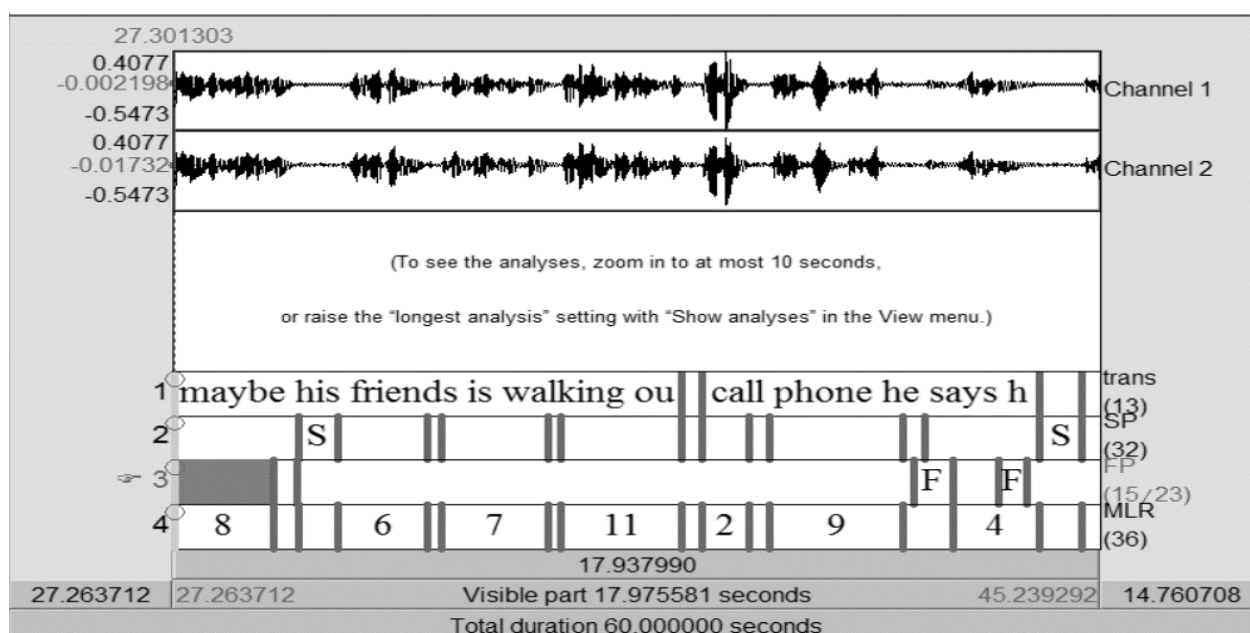 27.301303
0.4077
-0.002198
-0.5473
Channel 1
0.4077
-0.01732
-0.5473
Channel 2
(To see the analyses, zoom in to at most 10 seconds,
or raise the “longest analysis” setting with “Show analyses” in the View menu.)
1 maybe his friends is walking ou call phone he says h trans (13)
2 S S SP (32)
☞ 3 F F FP (15/23)
4 8 6 7 11 2 9 4 MLR (36)
17.937990
27.263712 27.263712 Visible part 17.975581 seconds 45.239292 14.760708
Total duration 60.000000 seconds